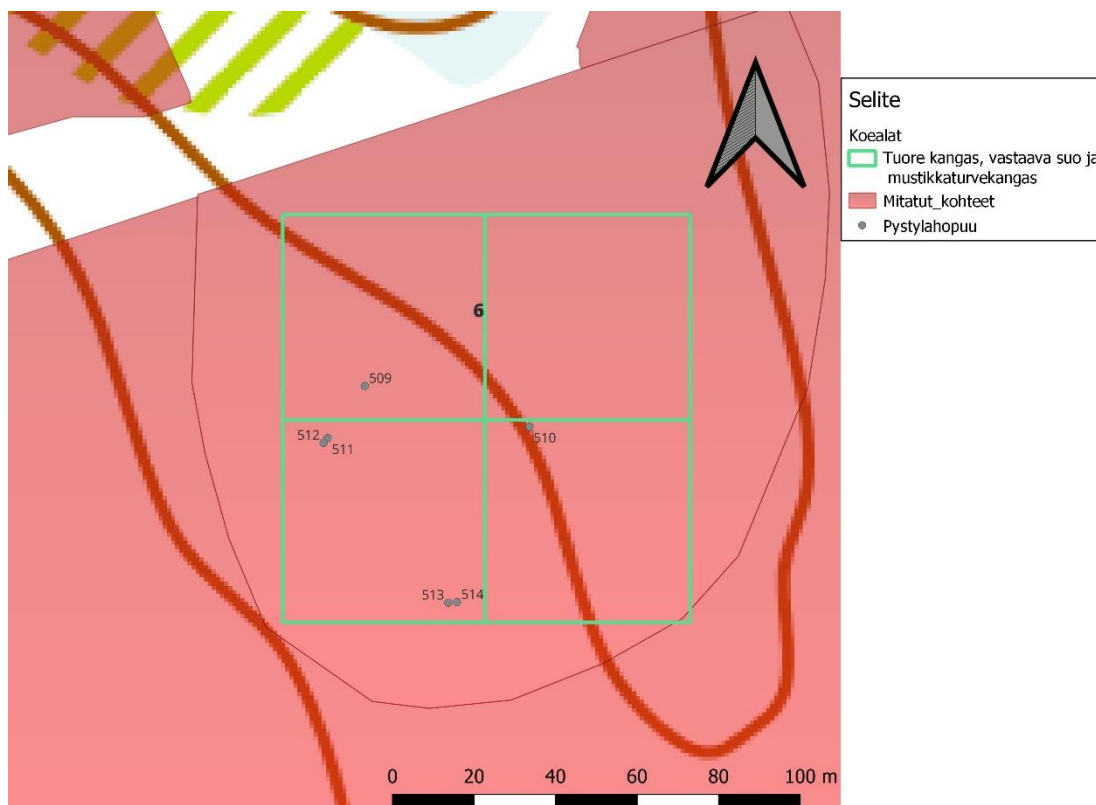 Selite
Koealat
Tuore kangas, vastaava suo ja
mustikkaturvekangas
Mitatut_kohteet
Pystylahopuu
6
509
512
511
510
513
514
0 20 40 60 80 100 m